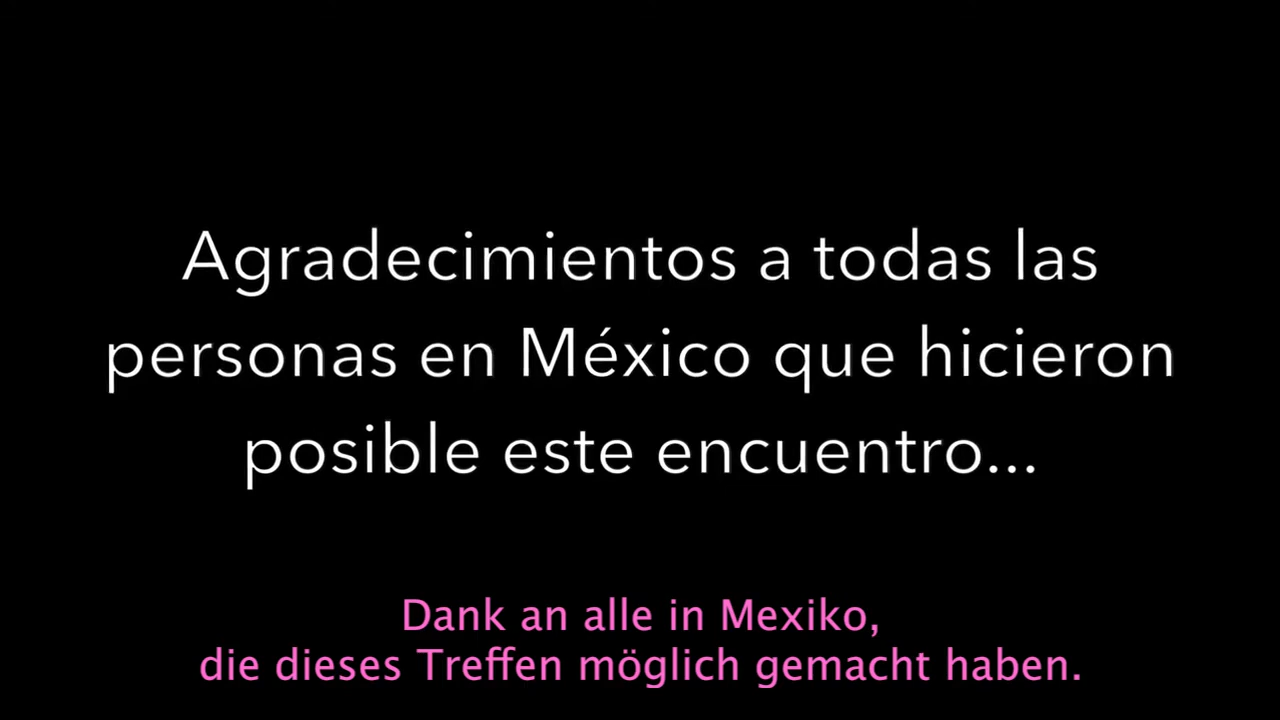 Agradecimientos a todas las
personas en México que hicieron
posible este encuentro...
Dank an alle in Mexiko,
die dieses Treffen möglich gemacht haben.